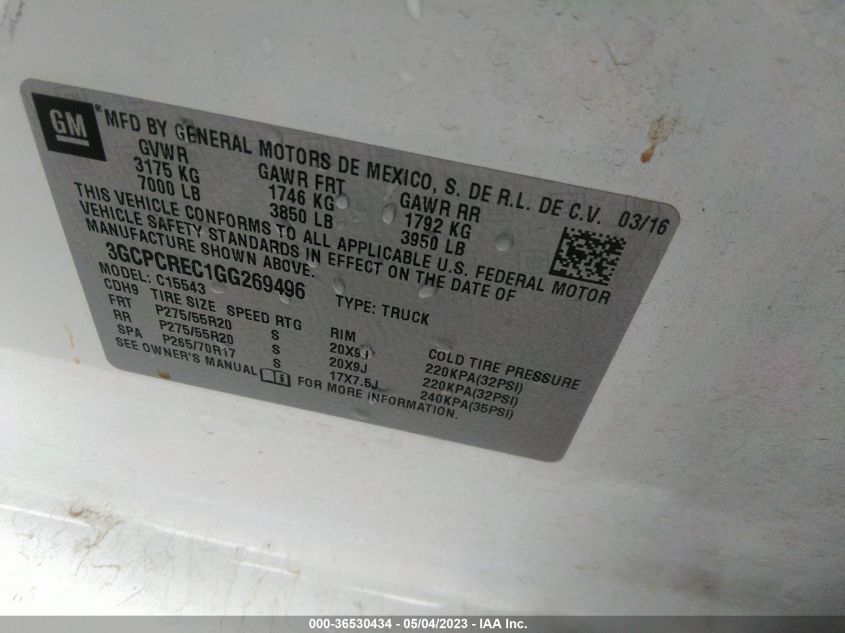 GM
® MFD BY GENERAL MOTORS DE MEXICO, S. DE R.L. DE C.V. 03/16
GVWR GAWR FRT GAWR RR
3175 KG 1746 KG 1792 KG
7000 LB 3850 LB 3950 LB
THIS VEHICLE CONFORMS TO ALL APPLICABLE U.S. FEDERAL MOTOR
VEHICLE SAFETY STANDARDS IN EFFECT ON THE DATE OF
MANUFACTURE SHOWN ABOVE.
3GCPCREC1GG269496 TYPE: TRUCK
MODEL: C15543
CDH9 TIRE SIZE SPEED RTG RIM COLD TIRE PRESSURE
FRT P275/55R20 S 20X9J 220KPA(32PSI)
RR P275/55R20 S 20X9J 220KPA(32PSI)
SPA P265/70R17 S 17X7.5J 240KPA(35PSI)
SEE OWNER'S MANUAL FOR MORE INFORMATION.
000-36530434 - 05/04/2023 - IAA Inc.